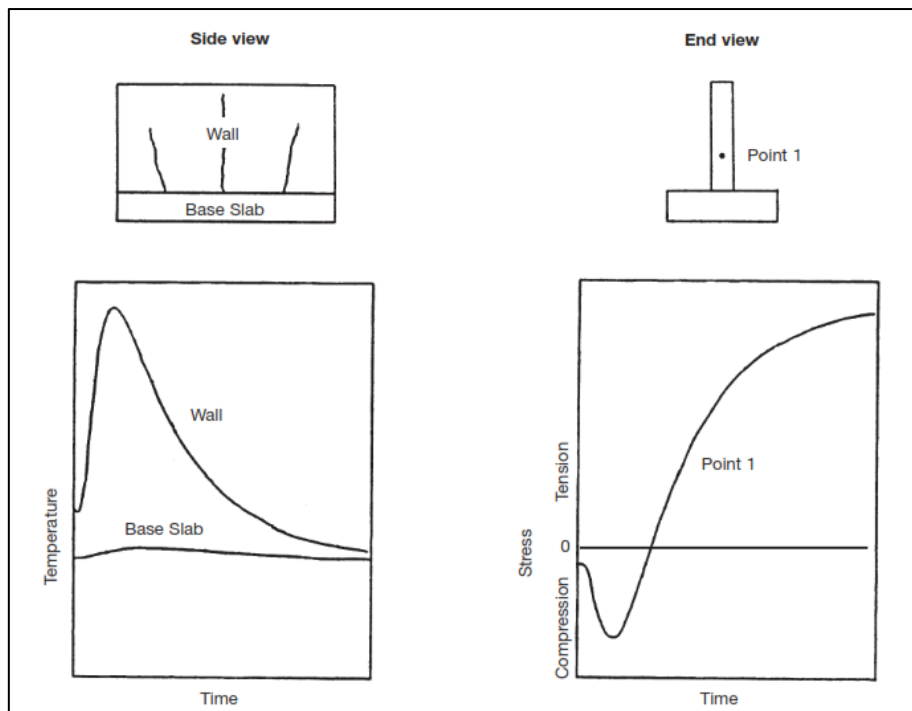 Side view
End view
Wall
Base Slab
Point 1
Wall
Base Slab
Temperature
Time
Point 1
Tension
0
Stress
Compression
Time